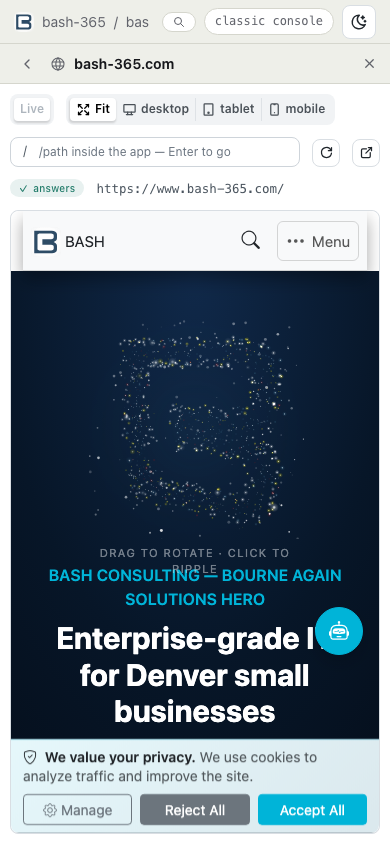 bash-365 / bas
classic console
bash-365.com
Live
Fit
desktop
tablet
mobile
/ /path inside the app — Enter to go
✓ answers
https://www.bash-365.com/
BASH
••• Menu
DRAG TO ROTATE · CLICK TO
RIPPLE
BASH CONSULTING — BOURNE AGAIN
SOLUTIONS HERO
Enterprise-grade
for Denver small
businesses
We value your privacy. We use cookies to
analyze traffic and improve the site.
Manage
Reject All
Accept All